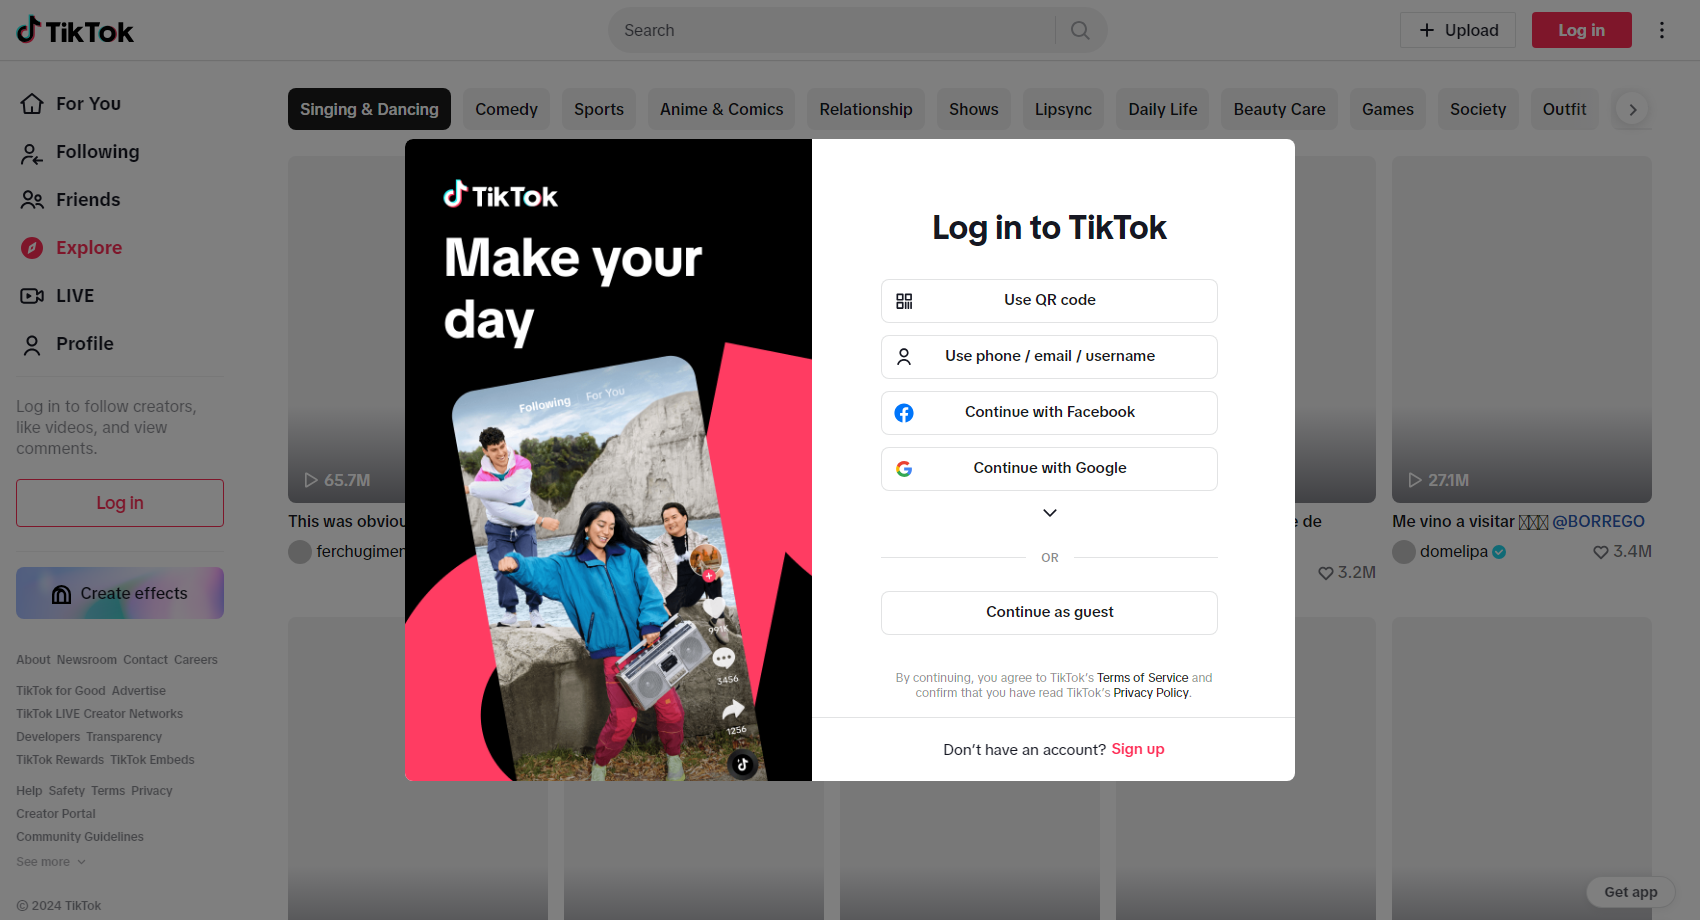 TikTok
Search
Upload
Log in
For You
Following
Friends
Explore
LIVE
Profile
Log in to follow creators,
like videos, and view
comments.
Log in
Create effects
About Newsroom Contact Careers
TikTok for Good Advertise
TikTok LIVE Creator Networks
Developers Transparency
TikTok Rewards TikTok Embeds
Help Safety Terms Privacy
Creator Portal
Community Guidelines
See more
© 2024 TikTok
Singing & Dancing
Comedy
Sports
Anime & Comics
Relationship
Shows
Lipsync
Daily Life
Beauty Care
Games
Society
Outfit
65.7M
This was obviou
ferchugimen
TikTok
Make your
day
Following For You
991K
3456
1256
Log in to TikTok
Use QR code
Use phone / email / username
Continue with Facebook
Continue with Google
OR
Continue as guest
By continuing, you agree to TikTok's Terms of Service and
confirm that you have read TikTok's Privacy Policy.
Don't have an account? Sign up
e de
3.2M
27.1M
Me vino a visitar @BORREGO
domelipa
3.4M
Get app